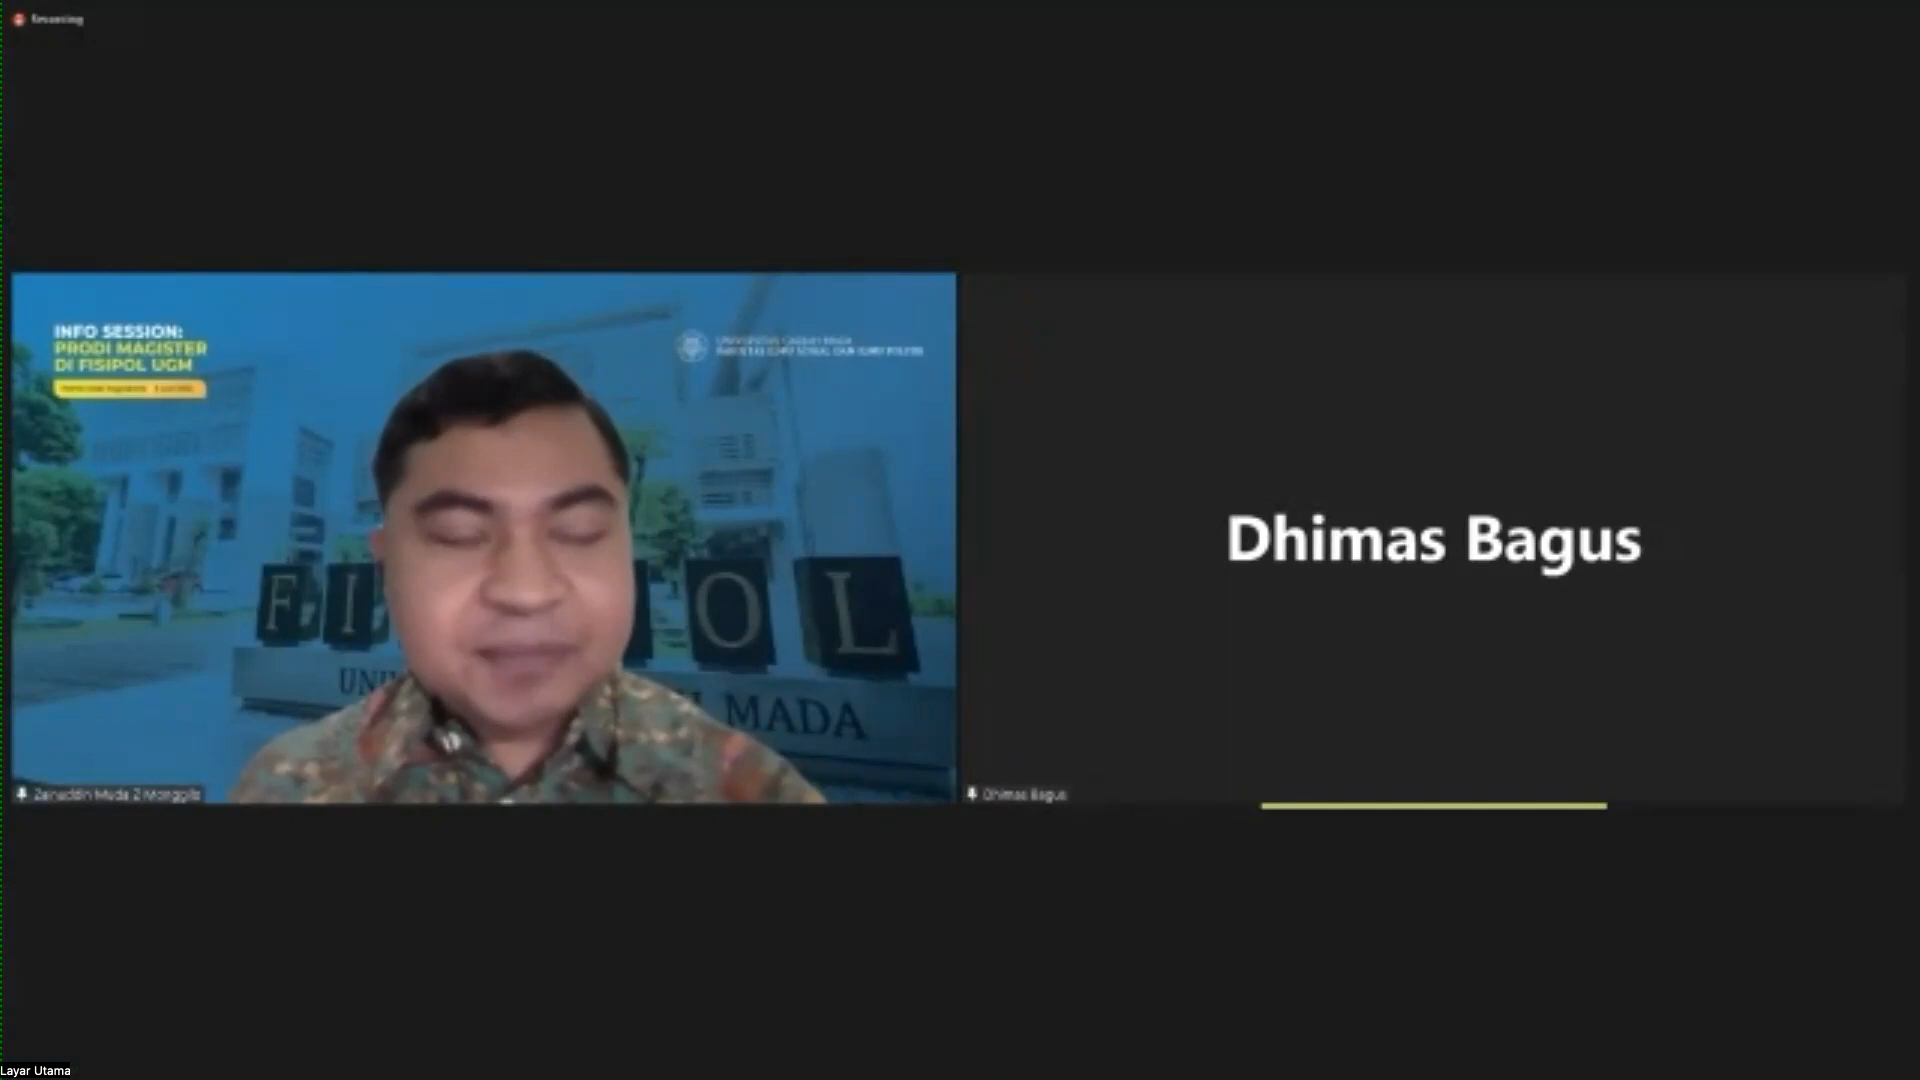 Recording
INFO SESSION:
PRODI MAGISTER
DI FISIPOL UGM
UNIVERSITAS GADJAH MADA
FAKULTAS ILMU SOSIAL DAN ILMU POLITIK
F I O L
UNI MADA
Zainuddin Muda Z Monggilo
Dhimas Bagus
Dhimas Bagus
Layar Utama